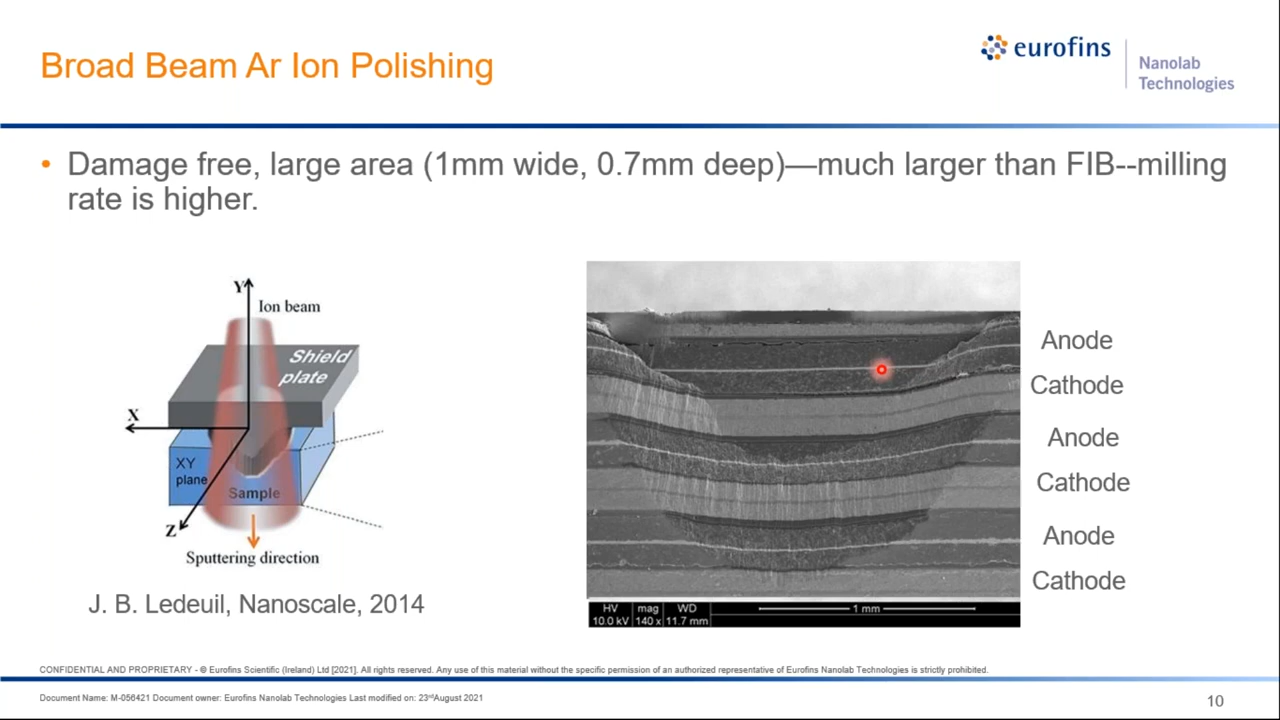 Broad Beam Ar Ion Polishing
eurofins
Nanolab
Technologies
• Damage free, large area (1mm wide, 0.7mm deep)—much larger than FIB--milling
rate is higher.
Y
Ion beam
Shield
plate
X
XY
plane
Sample
Z
Sputtering direction
J. B. Ledeuil, Nanoscale, 2014
Anode
Cathode
Anode
Cathode
Anode
Cathode
HV mag WD 1 mm
10.0 kV 140 x 11.7 mm
CONFIDENTIAL AND PROPRIETARY - © Eurofins Scientific (Ireland) Ltd [2021]. All rights reserved. Any use of this material without the specific permission of an authorized representative of Eurofins Nanolab Technologies is strictly prohibited.
Document Name: M-056421 Document owner: Eurofins Nanolab Technologies Last modified on: 23rdAugust 2021
10